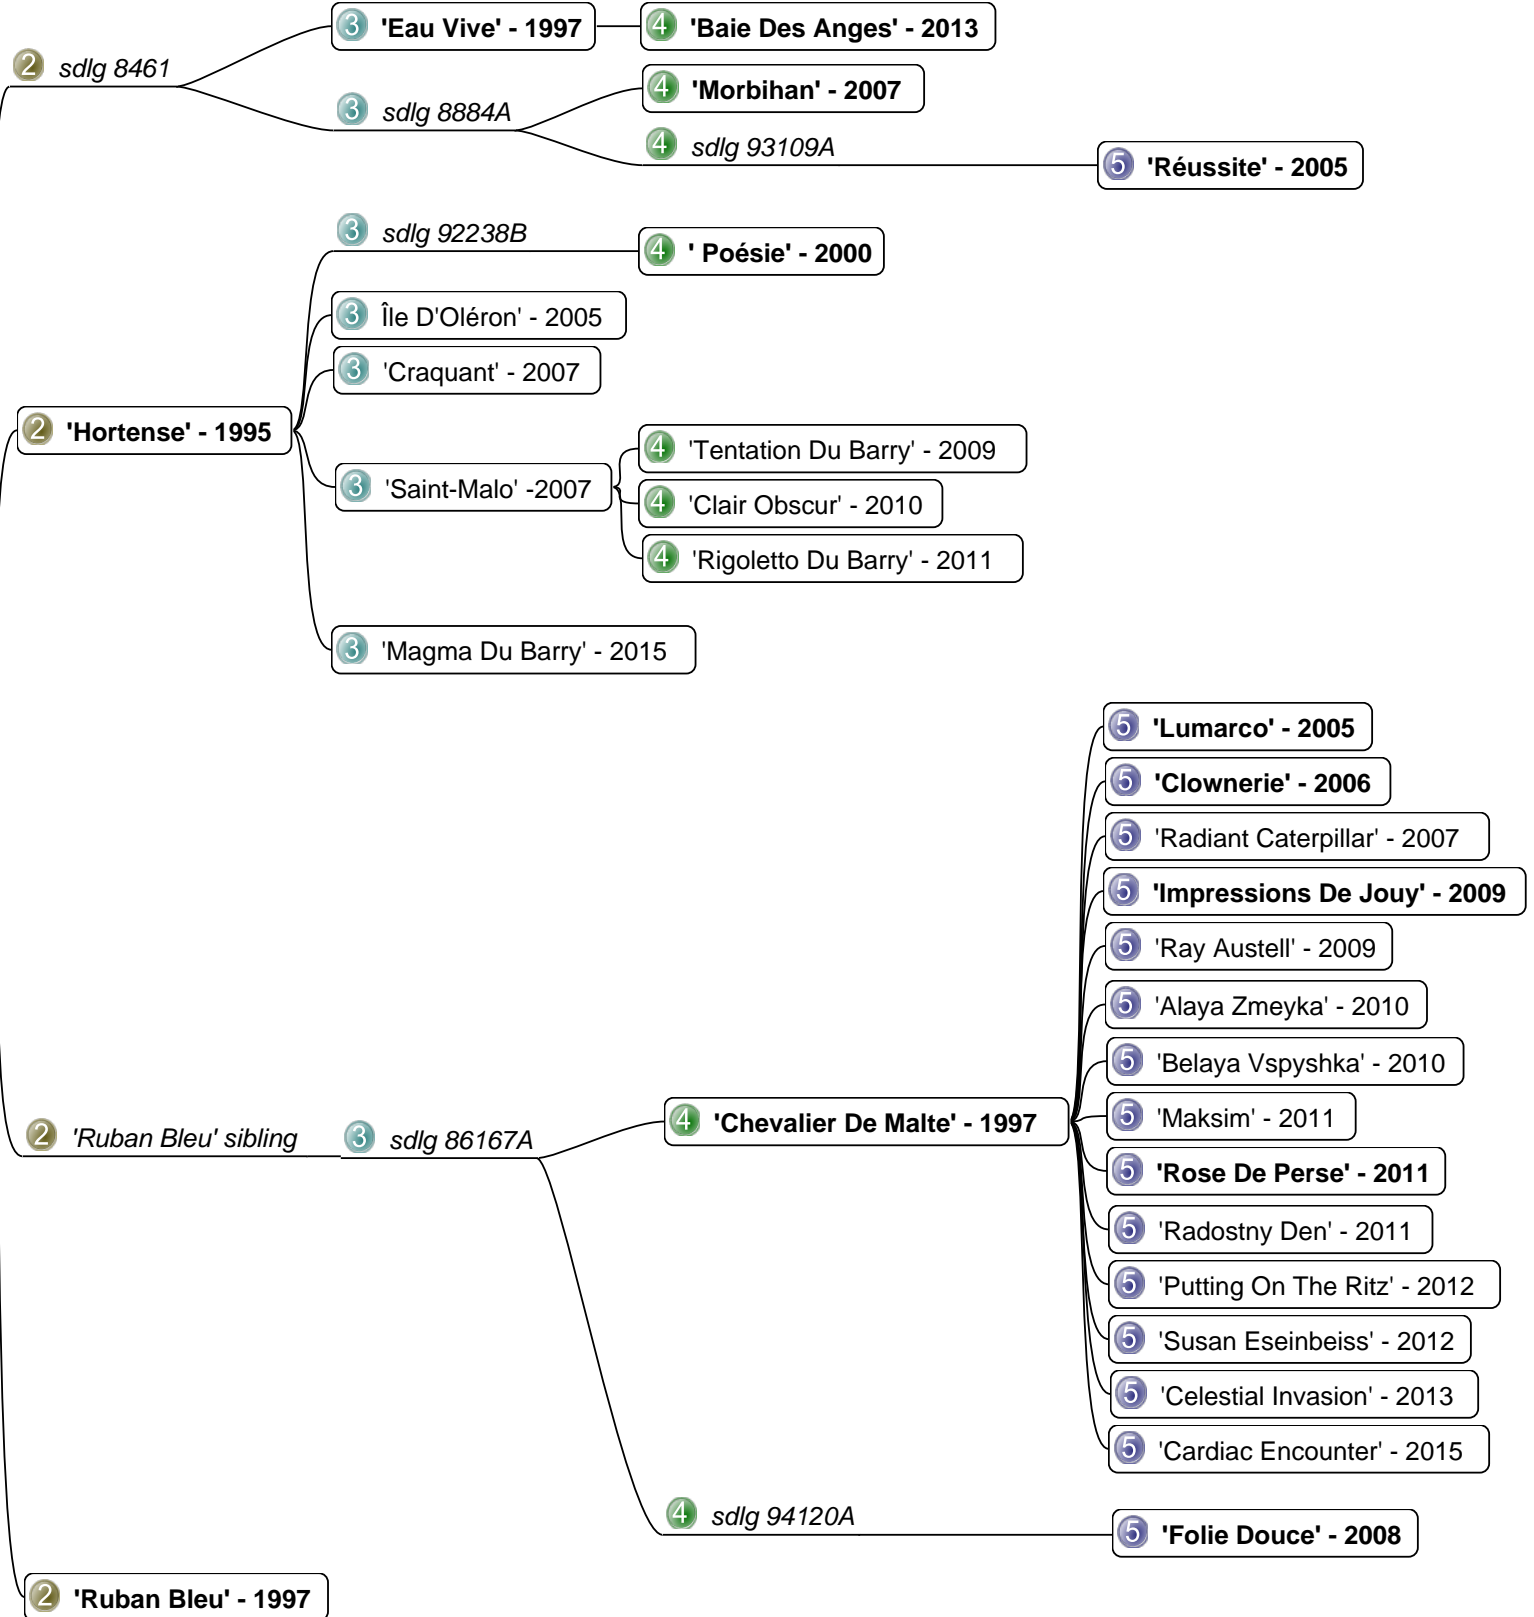 2 sdlg 8461
3 'Eau Vive' - 1997
4 'Baie Des Anges' - 2013
3 sdlg 8884A
4 'Morbihan' - 2007
4 sdlg 93109A
5 'Réussite' - 2005
2 'Hortense' - 1995
3 sdlg 92238B
4 ' Poésie' - 2000
3 Île D'Oléron' - 2005
3 'Craquant' - 2007
3 'Saint-Malo' -2007
4 'Tentation Du Barry' - 2009
4 'Clair Obscur' - 2010
4 'Rigoletto Du Barry' - 2011
3 'Magma Du Barry' - 2015
2 'Ruban Bleu' sibling
3 sdlg 86167A
4 'Chevalier De Malte' - 1997
5 'Lumarco' - 2005
5 'Clownerie' - 2006
5 'Radiant Caterpillar' - 2007
5 'Impressions De Jouy' - 2009
5 'Ray Austell' - 2009
5 'Alaya Zmeyka' - 2010
5 'Belaya Vspyshka' - 2010
5 'Maksim' - 2011
5 'Rose De Perse' - 2011
5 'Radostny Den' - 2011
5 'Putting On The Ritz' - 2012
5 'Susan Eseinbeiss' - 2012
5 'Celestial Invasion' - 2013
5 'Cardiac Encounter' - 2015
4 sdlg 94120A
5 'Folie Douce' - 2008
2 'Ruban Bleu' - 1997